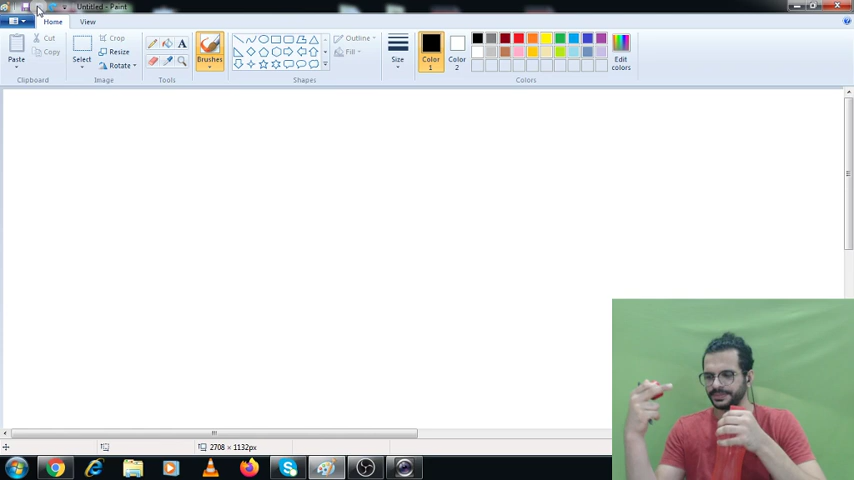 Untitled - Paint
Home View
Paste
Cut
Copy
Clipboard
Select
Crop
Resize
Rotate
Image
Tools
Brushes
Shapes
Outline
Fill
Size
Color 1
Color 2
Edit colors
Colors
2708 × 1132px